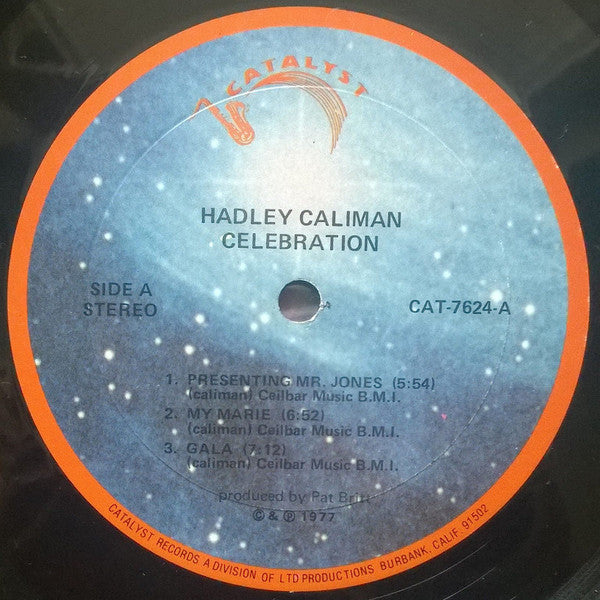 CATALYST
HADLEY CALIMAN
CELEBRATION
SIDE A
STEREO
CAT-7624-A
1. PRESENTING MR. JONES (5:54)
(caliman) Ceilbar Music B.M.I.
2. MY MARIE (6:52)
(caliman) Ceilbar Music B.M.I.
3. GALA (7:12)
(caliman) Ceilbar Music B.M.I.
produced by Pat Britt
© & ℗ 1977
CATALYST RECORDS A DIVISION OF LTD PRODUCTIONS BURBANK, CALIF. 91502